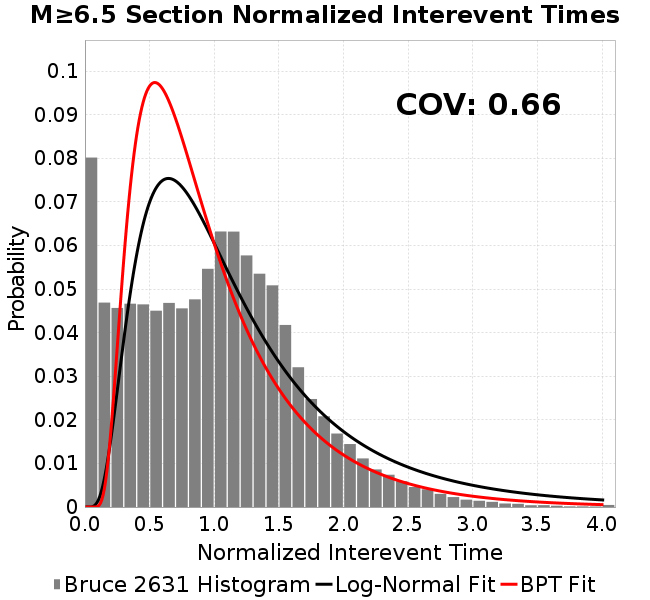 M≥6.5 Section Normalized Interevent Times
COV: 0.66
Probability
0.1
0.09
0.08
0.07
0.06
0.05
0.04
0.03
0.02
0.01
0
0.0 0.5 1.0 1.5 2.0 2.5 3.0 3.5 4.0
Normalized Interevent Time
Bruce 2631 Histogram Log-Normal Fit BPT Fit